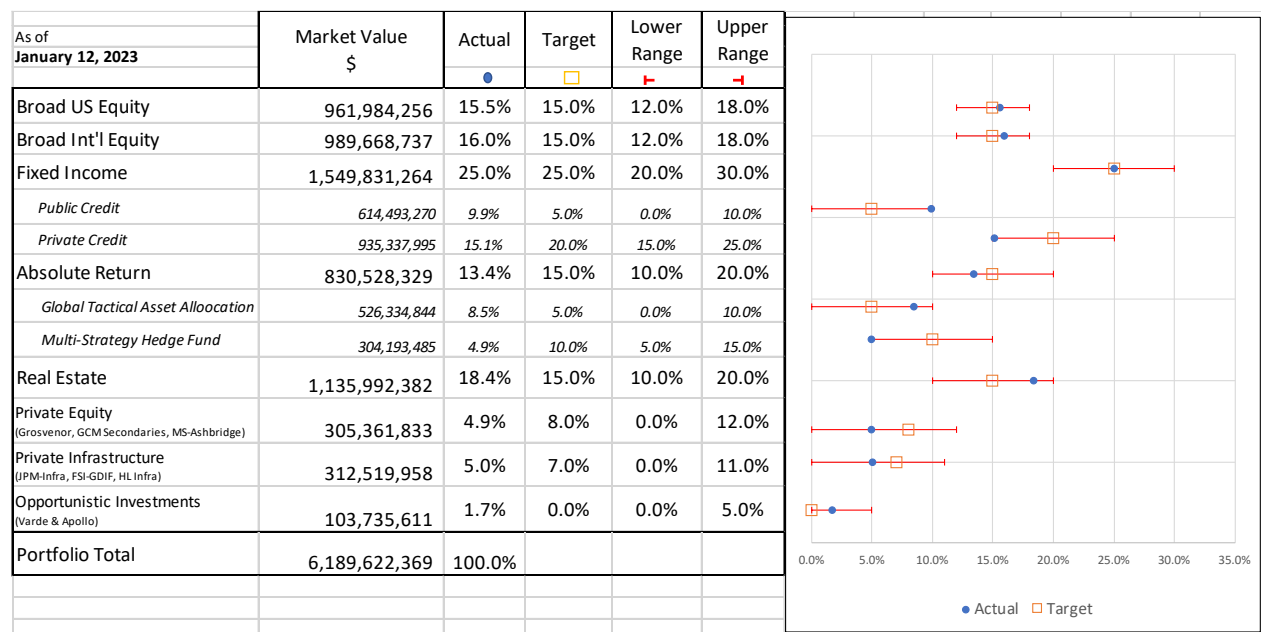 As of
January 12, 2023
Market Value
$
Actual
Target
Lower
Range
Upper
Range
Broad US Equity 961,984,256 15.5% 15.0% 12.0% 18.0%
Broad Int'l Equity 989,668,737 16.0% 15.0% 12.0% 18.0%
Fixed Income 1,549,831,264 25.0% 25.0% 20.0% 30.0%
Public Credit 614,493,270 9.9% 5.0% 0.0% 10.0%
Private Credit 935,337,995 15.1% 20.0% 15.0% 25.0%
Absolute Return 830,528,329 13.4% 15.0% 10.0% 20.0%
Global Tactical Asset Alloocation 526,334,844 8.5% 5.0% 0.0% 10.0%
Multi-Strategy Hedge Fund 304,193,485 4.9% 10.0% 5.0% 15.0%
Real Estate 1,135,992,382 18.4% 15.0% 10.0% 20.0%
Private Equity
(Grosvenor, GCM Secondaries, MS-Ashbridge) 305,361,833 4.9% 8.0% 0.0% 12.0%
Private Infrastructure
(JPM-Infra, FSI-GDIF, HL Infra) 312,519,958 5.0% 7.0% 0.0% 11.0%
Opportunistic Investments
(Varde & Apollo) 103,735,611 1.7% 0.0% 0.0% 5.0%
Portfolio Total 6,189,622,369 100.0%
0.0% 5.0% 10.0% 15.0% 20.0% 25.0% 30.0% 35.0%
Actual Target